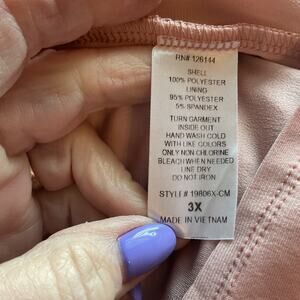 RN# 126144
SHELL
100% POLYESTER
LINING
95% POLYESTER
5% SPANDEX
TURN GARMENT
INSIDE OUT
HAND WASH COLD
WITH LIKE COLORS
ONLY NON CHLORINE
BLEACH WHEN NEEDED
LINE DRY
DO NOT IRON
STYLE# 19806X-CM
3X
MADE IN VIETNAM